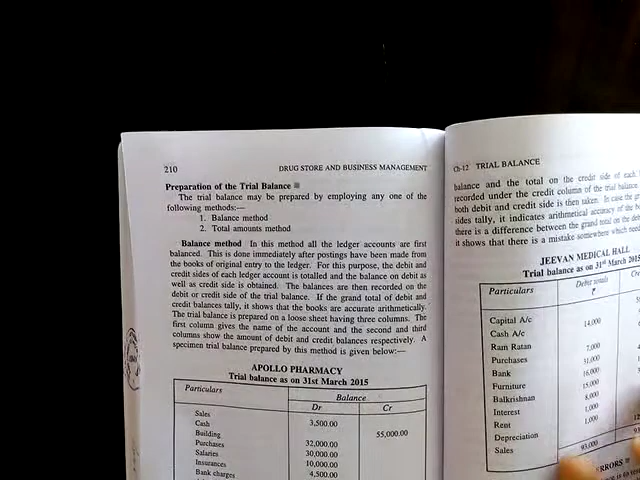 210
DRUG STORE AND BUSINESS MANAGEMENT
Preparation of the Trial Balance
The trial balance may be prepared by employing any one of the
following methods:—
1. Balance method
2. Total amounts method
Balance method In this method all the ledger accounts are first
balanced. This is done immediately after postings have been made from
the books of original entry to the ledger. For this purpose, the debit and
credit sides of each ledger account is totalled and the balance on debit as
well as credit side is obtained. The balances are then recorded on the
debit or credit side of the trial balance. If the grand total of debit and
credit balances tally, it shows that the books are accurate arithmetically.
The trial balance is prepared on a loose sheet having three columns. The
first column gives the name of the account and the second and third
columns show the amount of debit and credit balances respectively. A
specimen trial balance prepared by this method is given below:—
APOLLO PHARMACY
Trial balance as on 31st March 2015
Particulars Balance
Dr Cr
Sales
Cash 3,500.00
Building 55,000.00
Purchases 32,000.00
Salaries 30,000.00
Insurances 10,000.00
Bank charges 4,500.00
Ch-12 TRIAL BALANCE
balance and the total on the credit side of each
recorded under the credit column of the trial balance
both debit and credit side is then taken. In case the
sides tally, it indicates arithmetical accuracy of the
there is a difference between the grand total on the
it shows that there is a mistake somewhere which need
JEEVAN MEDICAL HALL
Trial balance as on 31st March 2015
Particulars Debit totals
₹
Capital A/c
Cash A/c 14,000
Ram Ratan
Purchases 7,000
Bank 31,000
Furniture 16,000
Balkrishnan 15,000
Interest 8,000
Rent 1,000
Depreciation 1,000
Sales
93,000